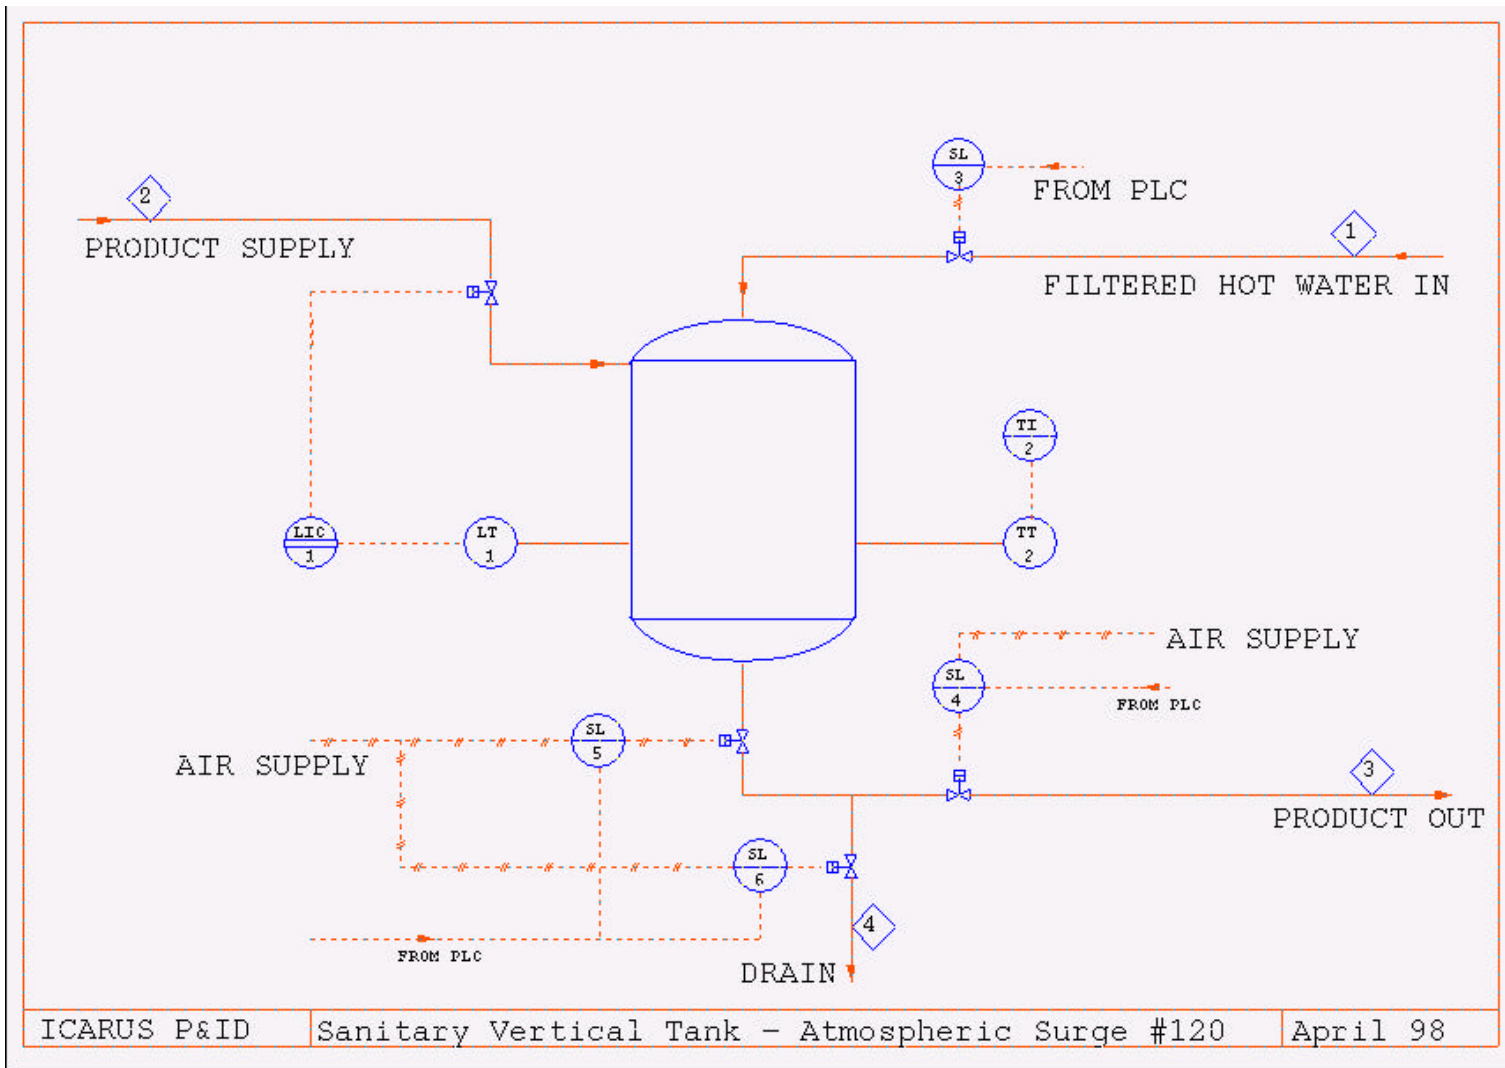 SL
3
FROM PLC
2
PRODUCT SUPPLY
1
FILTERED HOT WATER IN
TI
2
LIC
1
LT
1
TT
2
AIR SUPPLY
SL
4
FROM PLC
SL
5
AIR SUPPLY
3
PRODUCT OUT
SL
6
4
FROM PLC
DRAIN
ICARUS P&ID
Sanitary Vertical Tank - Atmospheric Surge #120
April 98